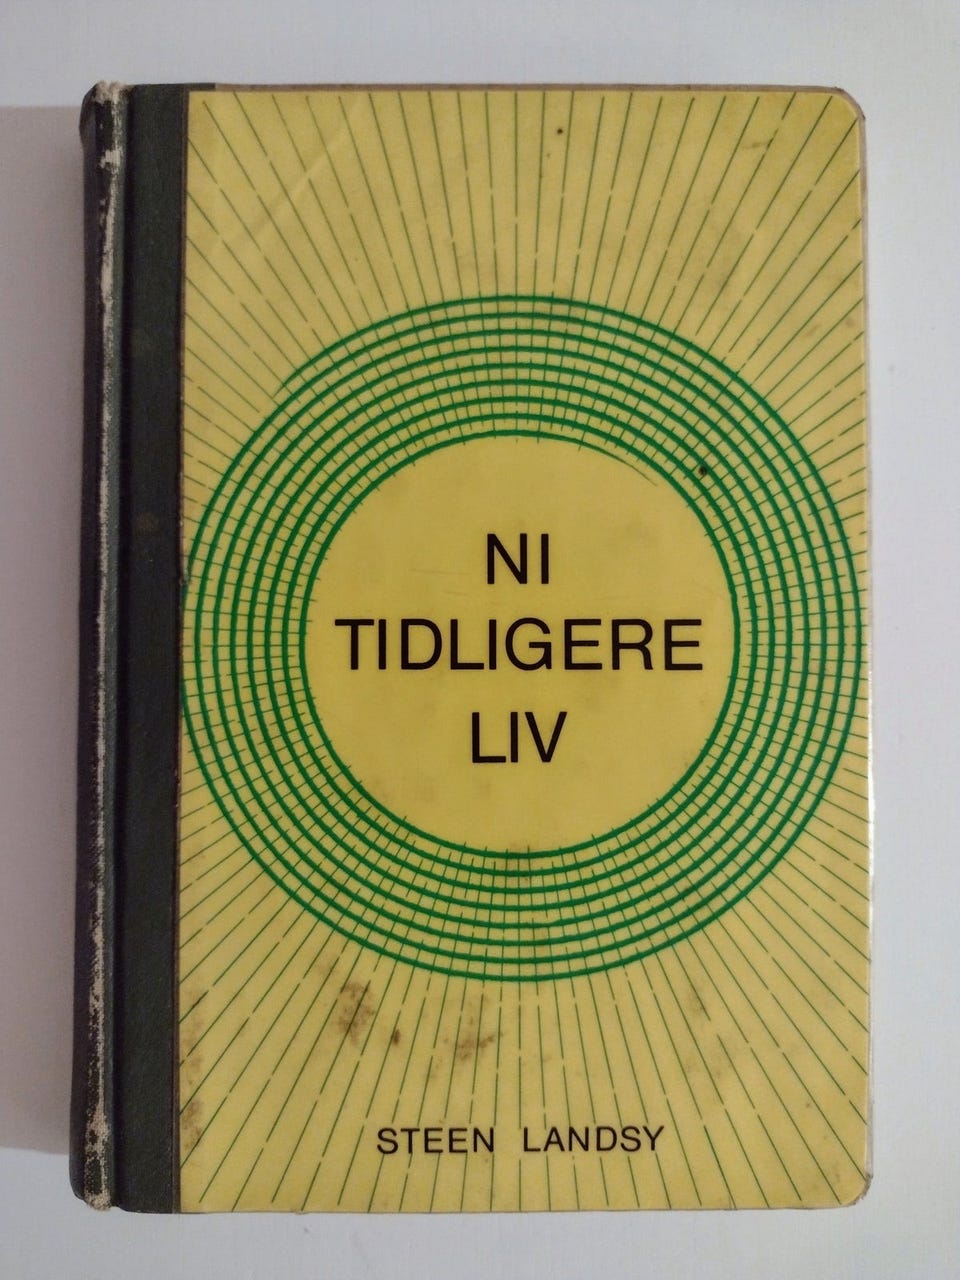 NI
TIDLIGERE
LIV
STEEN LANDSY